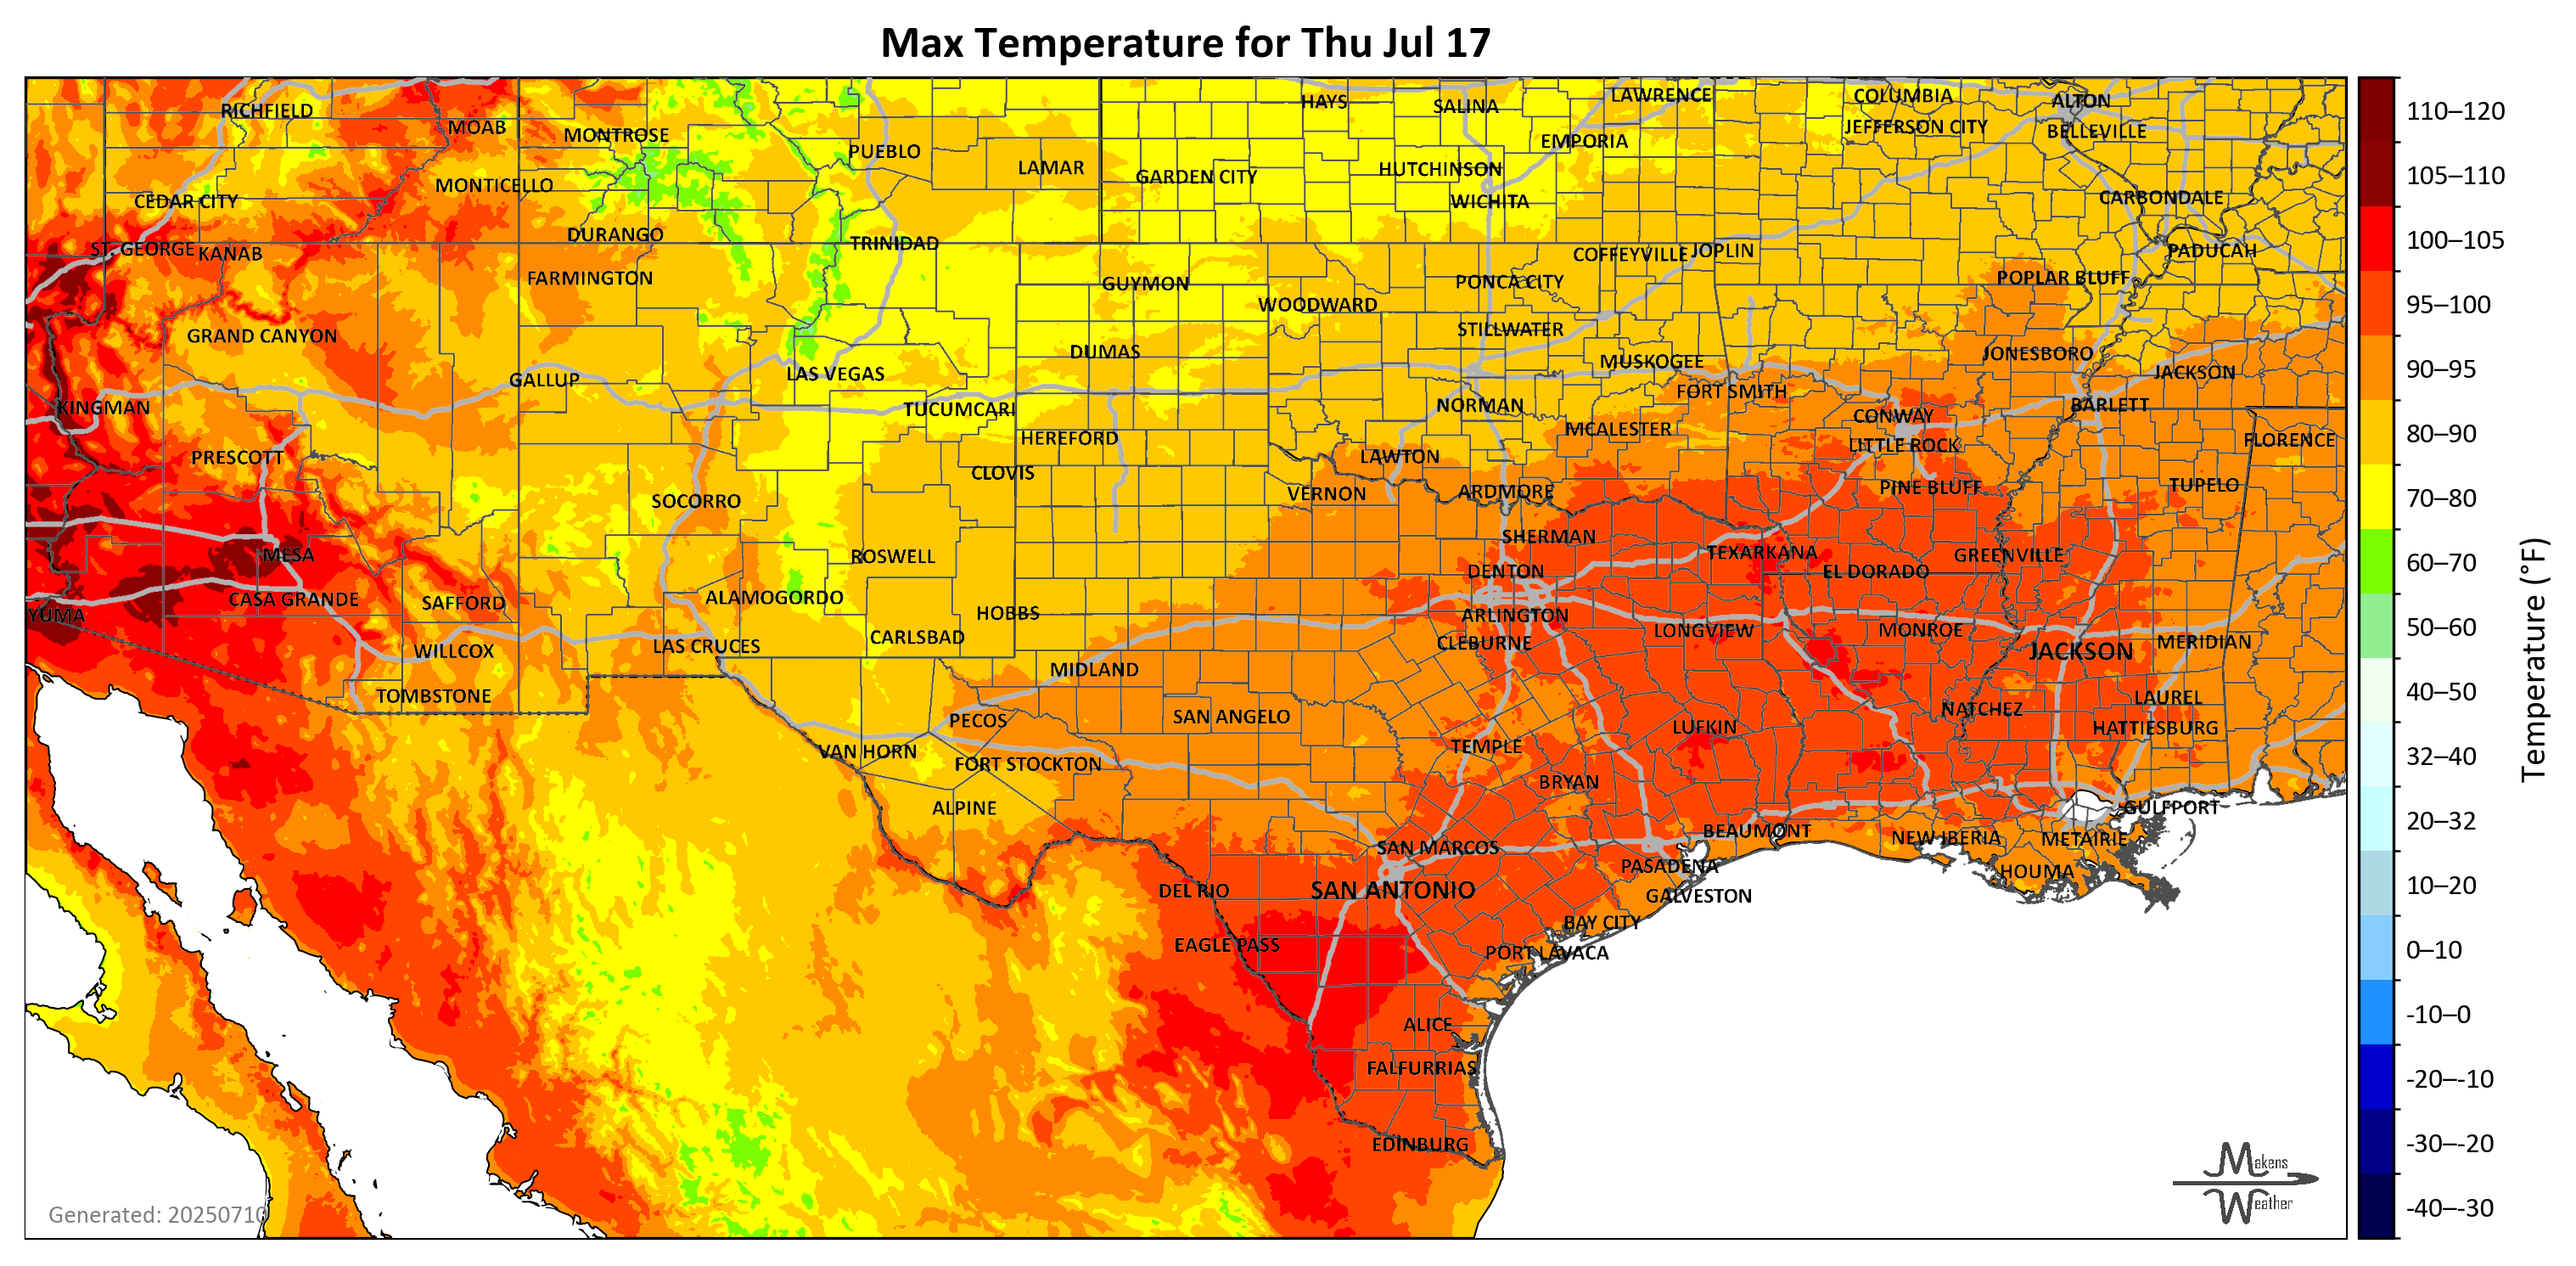 Max Temperature for Thu Jul 17
RICHFIELD
MOAB
MONTROSE
PUEBLO
LAMAR
HAYS
SALINA
LAWRENCE
COLUMBIA
ALTON
JEFFERSON CITY
BELLEVILLE
EMPORIA
GARDEN CITY
HUTCHINSON
WICHITA
MONTICELLO
CEDAR CITY
CARBONDALE
DURANGO
TRINIDAD
ST. GEORGE
KANAB
COFFEYVILLE
JOPLIN
PADUCAH
FARMINGTON
GUYMON
PONCA CITY
POPLAR BLUFF
WOODWARD
GRAND CANYON
STILLWATER
DUMAS
MUSKOGEE
JONESBORO
GALLUP
LAS VEGAS
FORT SMITH
JACKSON
KINGMAN
TUCUMCARI
NORMAN
CONWAY
BARLETT
HEREFORD
MCALESTER
LITTLE ROCK
FLORENCE
PRESCOTT
CLOVIS
LAWTON
SOCORRO
VERNON
ARDMORE
PINE BLUFF
TUPELO
MESA
ROSWELL
SHERMAN
TEXARKANA
GREENVILLE
DENTON
EL DORADO
YUMA
CASA GRANDE
SAFFORD
ALAMOGORDO
HOBBS
ARLINGTON
WILLCOX
LAS CRUCES
CARLSBAD
CLEBURNE
LONGVIEW
MONROE
JACKSON
MERIDIAN
MIDLAND
TOMBSTONE
PECOS
SAN ANGELO
LUFKIN
NATCHEZ
LAUREL
HATTIESBURG
VAN HORN
FORT STOCKTON
TEMPLE
BRYAN
ALPINE
SAN MARCOS
BEAUMONT
NEW IBERIA
METAIRIE
GULFPORT
DEL RIO
SAN ANTONIO
PASADENA
GALVESTON
HOUMA
EAGLE PASS
BAY CITY
PORT LAVACA
ALICE
FALFURRIAS
EDINBURG
Generated: 20250710
Makens
Weather
110–120
105–110
100–105
95–100
90–95
80–90
70–80
60–70
50–60
40–50
32–40
20–32
10–20
0–10
-10–0
-20–-10
-30–-20
-40–-30
Temperature (°F)